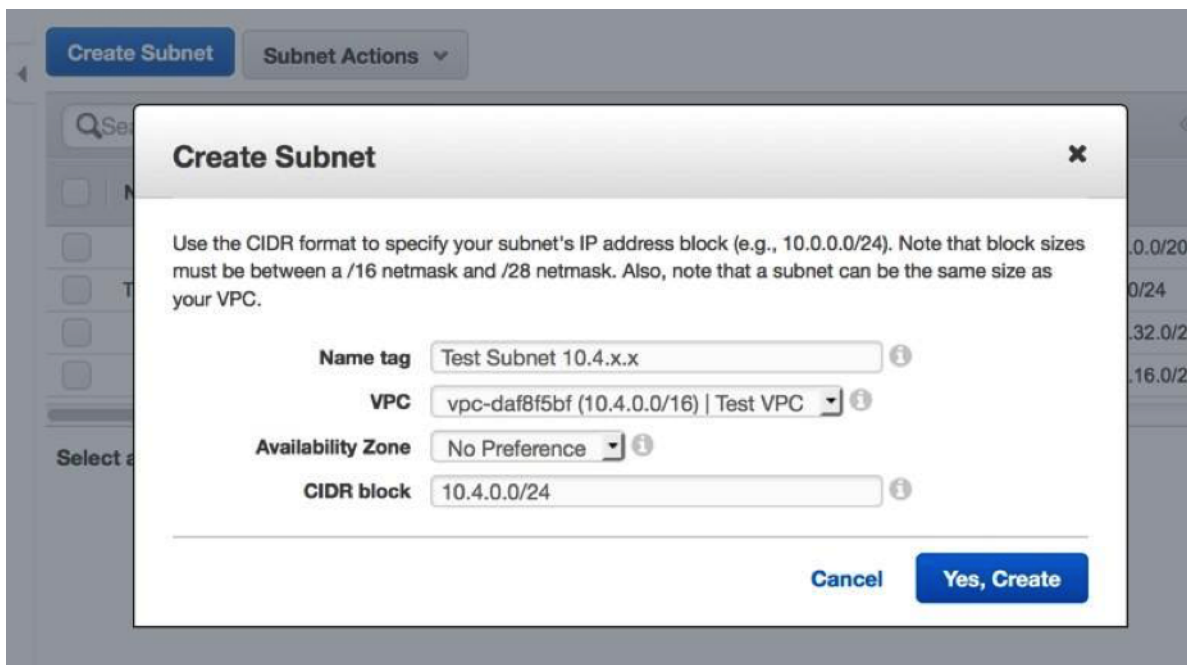 Create Subnet
Subnet Actions
Create Subnet
Use the CIDR format to specify your subnet's IP address block (e.g., 10.0.0.0/24). Note that block sizes
must be between a /16 netmask and /28 netmask. Also, note that a subnet can be the same size as
your VPC.
.0.0/20
0/24
.32.0/2
.16.0/2
Name tag Test Subnet 10.4.x.x
VPC vpc-daf8f5bf (10.4.0.0/16) | Test VPC
Availability Zone No Preference
Select a
CIDR block 10.4.0.0/24
Cancel Yes, Create